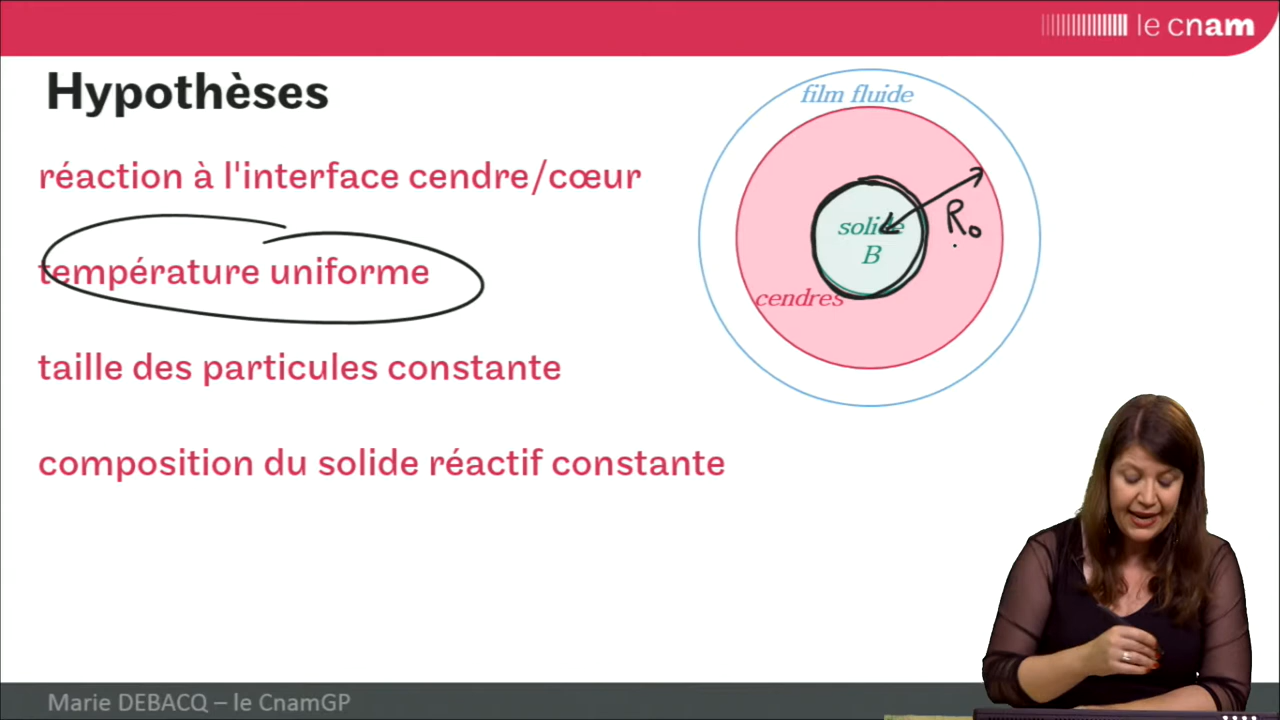 le cnam
Hypothèses
film fluide
réaction à l'interface cendre/cœur
R₀
solide
B
température uniforme
cendres
taille des particules constante
composition du solide réactif constante
Marie DEBACQ – le CnamGP